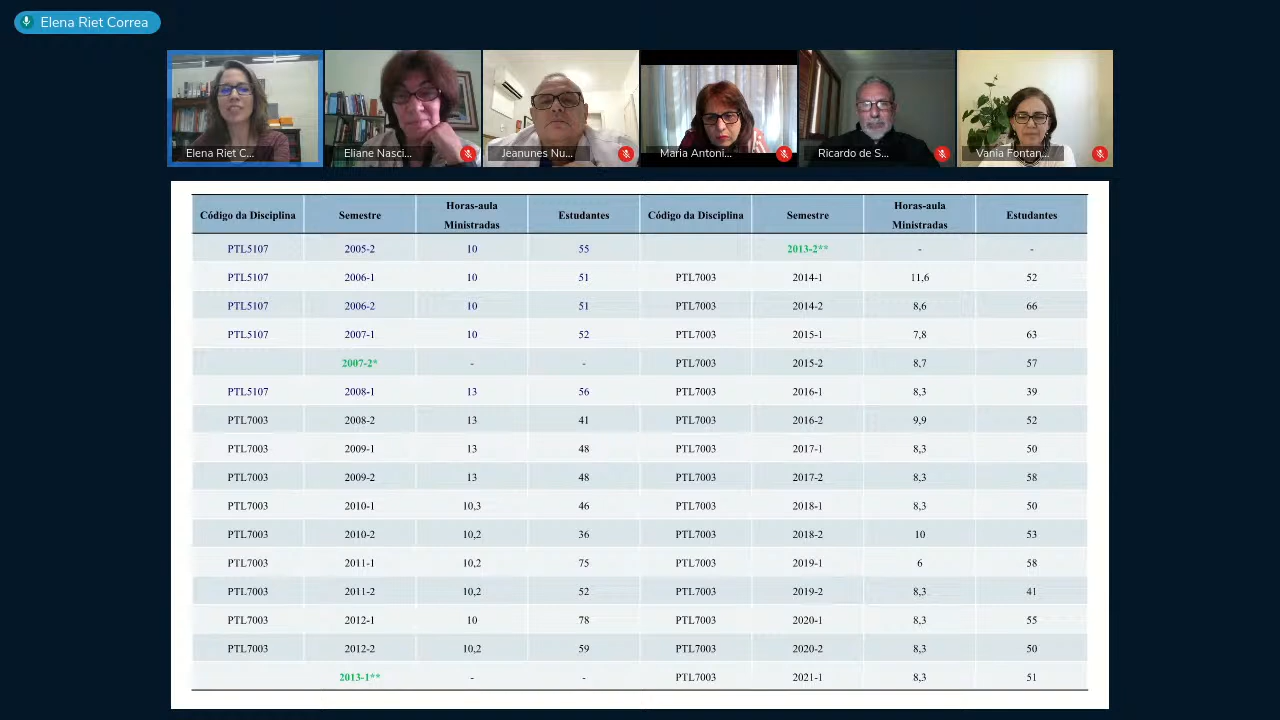 Elena Riet Correa
Elena Riet C...
Eliane Nasci...
Jeanunes Nu...
Maria Antoni...
Ricardo de S...
Vania Fontan...
Código da Disciplina Semestre Horas-aula Ministradas Estudantes Código da Disciplina Semestre Horas-aula Ministradas Estudantes
PTL5107 2005-2 10 55 2013-2** - -
PTL5107 2006-1 10 51 PTL7003 2014-1 11,6 52
PTL5107 2006-2 10 51 PTL7003 2014-2 8,6 66
PTL5107 2007-1 10 52 PTL7003 2015-1 7,8 63
2007-2* - - PTL7003 2015-2 8,7 57
PTL5107 2008-1 13 56 PTL7003 2016-1 8,3 39
PTL7003 2008-2 13 41 PTL7003 2016-2 9,9 52
PTL7003 2009-1 13 48 PTL7003 2017-1 8,3 50
PTL7003 2009-2 13 48 PTL7003 2017-2 8,3 58
PTL7003 2010-1 10,3 46 PTL7003 2018-1 8,3 50
PTL7003 2010-2 10,2 36 PTL7003 2018-2 10 53
PTL7003 2011-1 10,2 75 PTL7003 2019-1 6 58
PTL7003 2011-2 10,2 52 PTL7003 2019-2 8,3 41
PTL7003 2012-1 10 78 PTL7003 2020-1 8,3 55
PTL7003 2012-2 10,2 59 PTL7003 2020-2 8,3 50
2013-1** - - PTL7003 2021-1 8,3 51